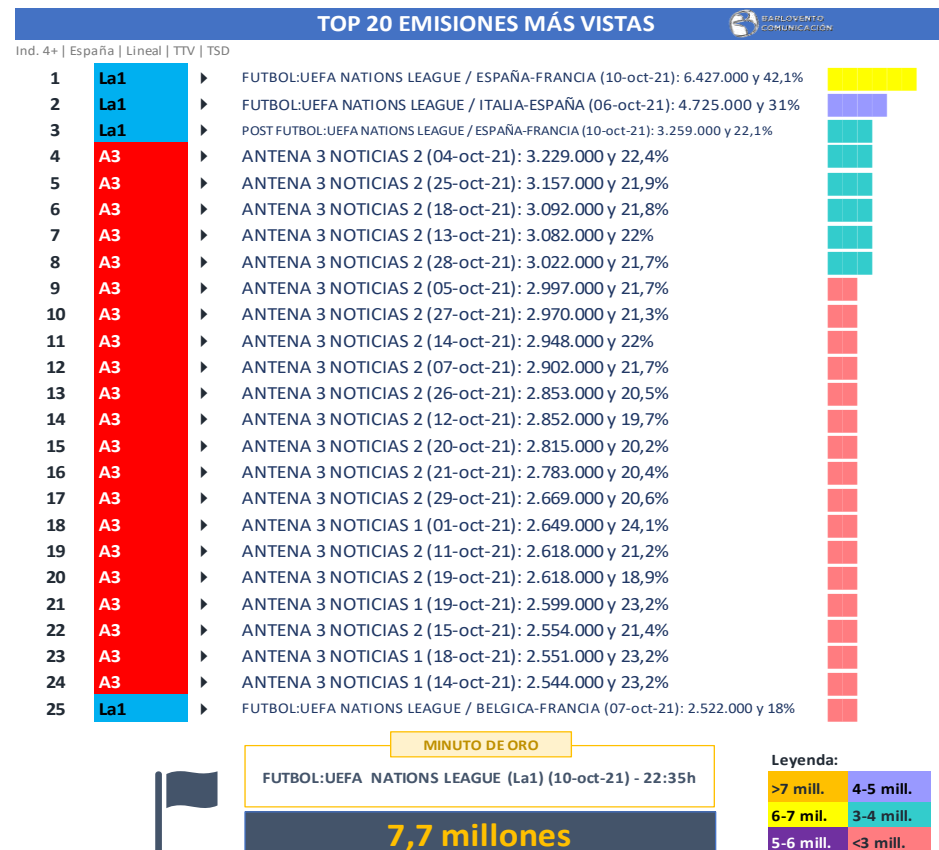 TOP 20 EMISIONES MÁS VISTAS
BARLOVENTO
COMUNICACIÓN
Ind. 4+ | España | Lineal | TTV | TSD
1 La1 FUTBOL:UEFA NATIONS LEAGUE / ESPAÑA-FRANCIA (10-oct-21): 6.427.000 y 42,1%
2 La1 FUTBOL:UEFA NATIONS LEAGUE / ITALIA-ESPAÑA (06-oct-21): 4.725.000 y 31%
3 La1 POST FUTBOL:UEFA NATIONS LEAGUE / ESPAÑA-FRANCIA (10-oct-21): 3.259.000 y 22,1%
4 A3 ANTENA 3 NOTICIAS 2 (04-oct-21): 3.229.000 y 22,4%
5 A3 ANTENA 3 NOTICIAS 2 (25-oct-21): 3.157.000 y 21,9%
6 A3 ANTENA 3 NOTICIAS 2 (18-oct-21): 3.092.000 y 21,8%
7 A3 ANTENA 3 NOTICIAS 2 (13-oct-21): 3.082.000 y 22%
8 A3 ANTENA 3 NOTICIAS 2 (28-oct-21): 3.022.000 y 21,7%
9 A3 ANTENA 3 NOTICIAS 2 (05-oct-21): 2.997.000 y 21,7%
10 A3 ANTENA 3 NOTICIAS 2 (27-oct-21): 2.970.000 y 21,3%
11 A3 ANTENA 3 NOTICIAS 2 (14-oct-21): 2.948.000 y 22%
12 A3 ANTENA 3 NOTICIAS 2 (07-oct-21): 2.902.000 y 21,7%
13 A3 ANTENA 3 NOTICIAS 2 (26-oct-21): 2.853.000 y 20,5%
14 A3 ANTENA 3 NOTICIAS 2 (12-oct-21): 2.852.000 y 19,7%
15 A3 ANTENA 3 NOTICIAS 2 (20-oct-21): 2.815.000 y 20,2%
16 A3 ANTENA 3 NOTICIAS 2 (21-oct-21): 2.783.000 y 20,4%
17 A3 ANTENA 3 NOTICIAS 2 (29-oct-21): 2.669.000 y 20,6%
18 A3 ANTENA 3 NOTICIAS 1 (01-oct-21): 2.649.000 y 24,1%
19 A3 ANTENA 3 NOTICIAS 2 (11-oct-21): 2.618.000 y 21,2%
20 A3 ANTENA 3 NOTICIAS 2 (19-oct-21): 2.618.000 y 18,9%
21 A3 ANTENA 3 NOTICIAS 1 (19-oct-21): 2.599.000 y 23,2%
22 A3 ANTENA 3 NOTICIAS 2 (15-oct-21): 2.554.000 y 21,4%
23 A3 ANTENA 3 NOTICIAS 1 (18-oct-21): 2.551.000 y 23,2%
24 A3 ANTENA 3 NOTICIAS 1 (14-oct-21): 2.544.000 y 23,2%
25 La1 FUTBOL:UEFA NATIONS LEAGUE / BELGICA-FRANCIA (07-oct-21): 2.522.000 y 18%
MINUTO DE ORO
FUTBOL:UEFA NATIONS LEAGUE (La1) (10-oct-21) - 22:35h
7,7 millones
Leyenda:
>7 mill. 4-5 mill.
6-7 mil. 3-4 mill.
5-6 mill. <3 mill.